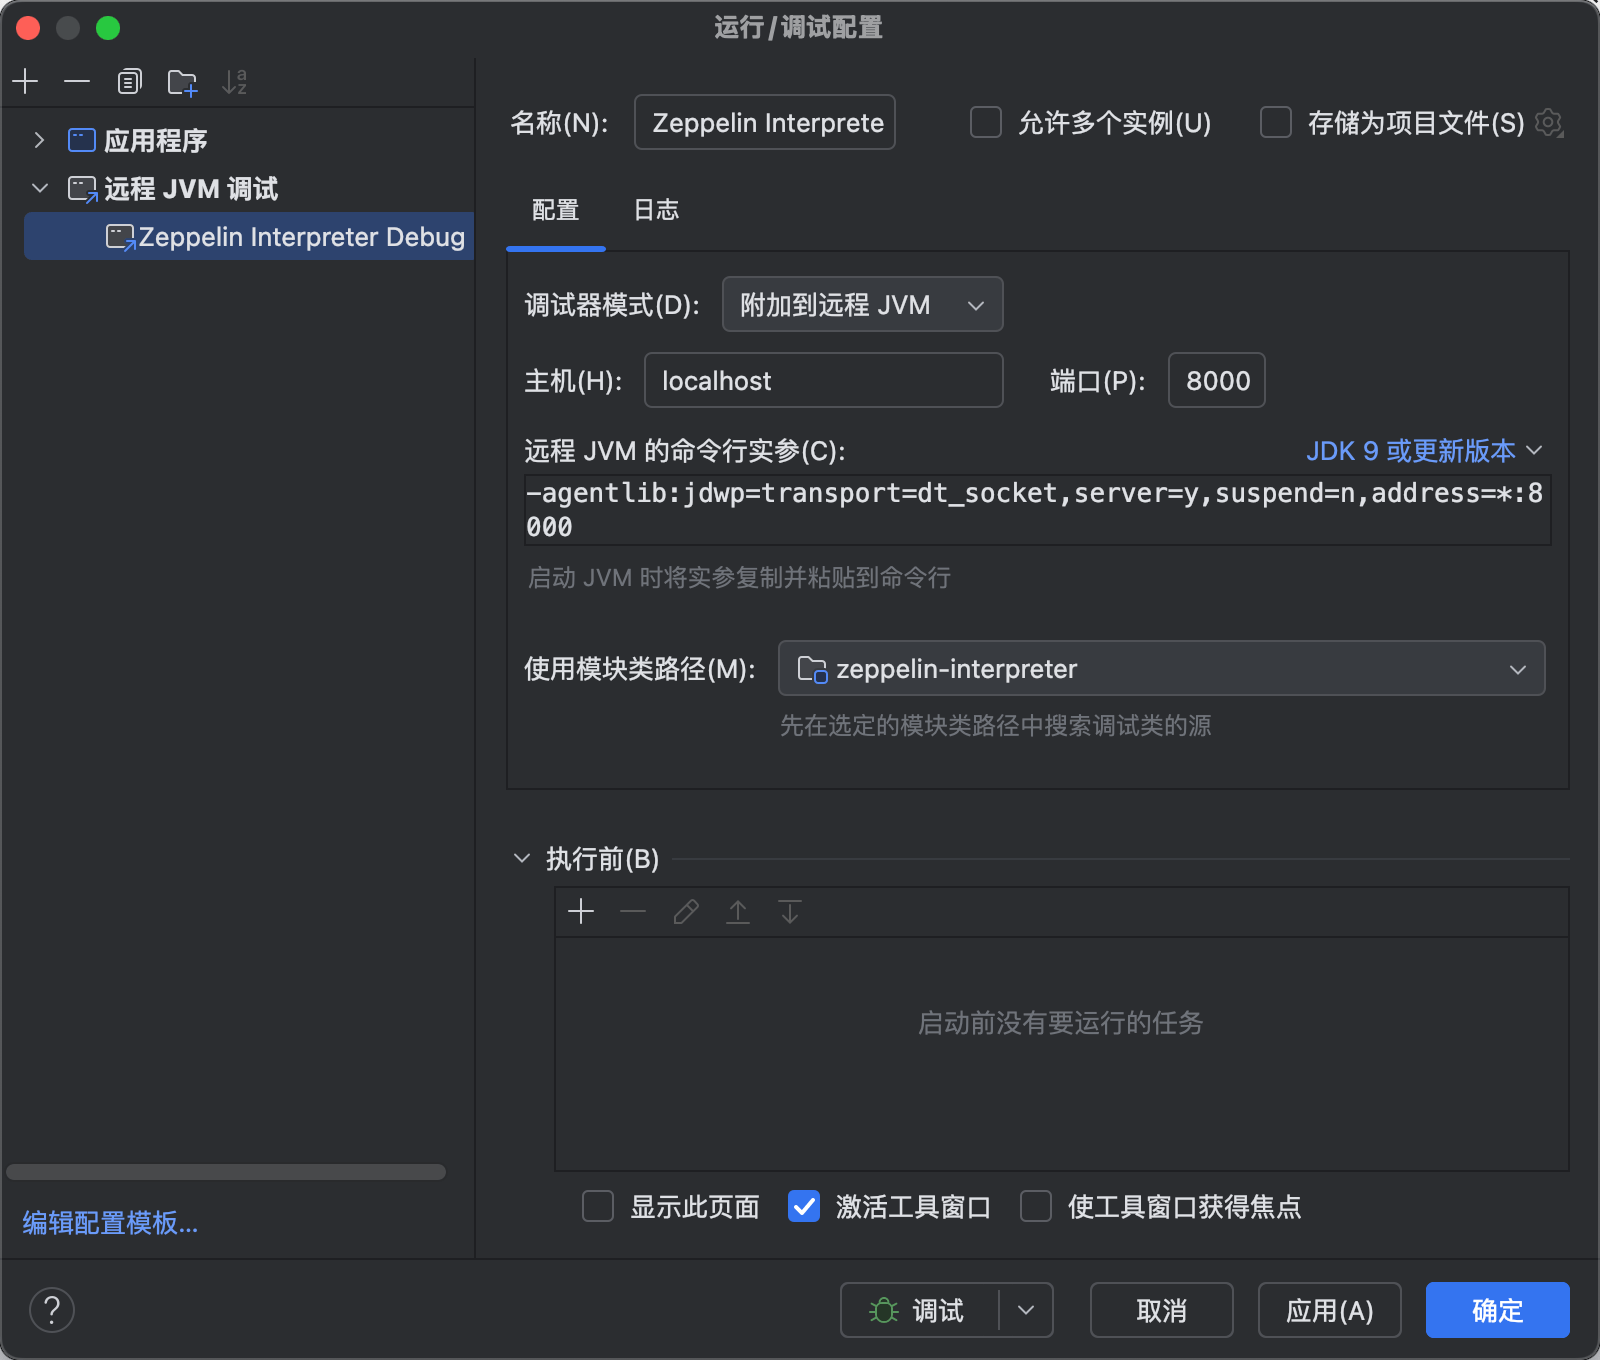 运行/调试配置
应用程序
远程 JVM 调试
Zeppelin Interpreter Debug
编辑配置模板...
名称(N):
Zeppelin Interprete
允许多个实例(U)
存储为项目文件(S)
配置
日志
调试器模式(D):
附加到远程 JVM
主机(H):
localhost
端口(P):
8000
远程 JVM 的命令行实参(C):
JDK 9 或更新版本
-agentlib:jdwp=transport=dt_socket,server=y,suspend=n,address=*:8
000
启动 JVM 时将实参复制并粘贴到命令行
使用模块类路径(M):
zeppelin-interpreter
先在选定的模块类路径中搜索调试类的源
执行前(B)
启动前没有要运行的任务
显示此页面
激活工具窗口
使工具窗口获得焦点
?
调试
取消
应用(A)
确定